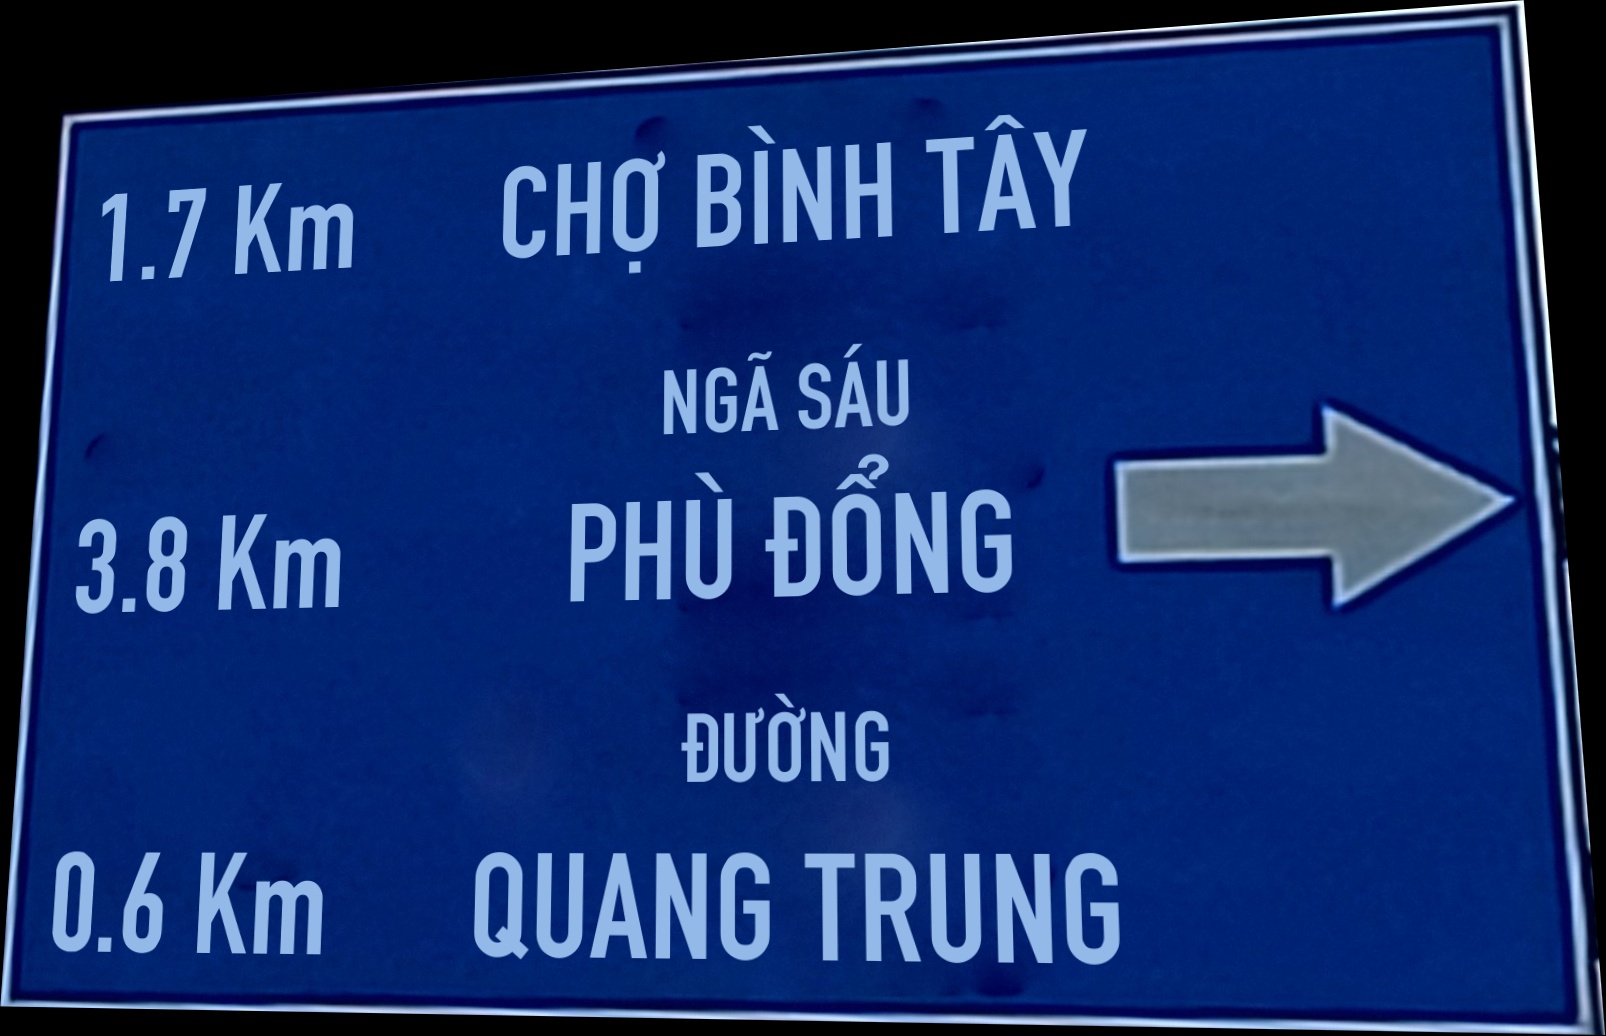 1.7 Km CHỢ BÌNH TÂY
NGÃ SÁU
3.8 Km PHÙ ĐỔNG
ĐƯỜNG
0.6 Km QUANG TRUNG